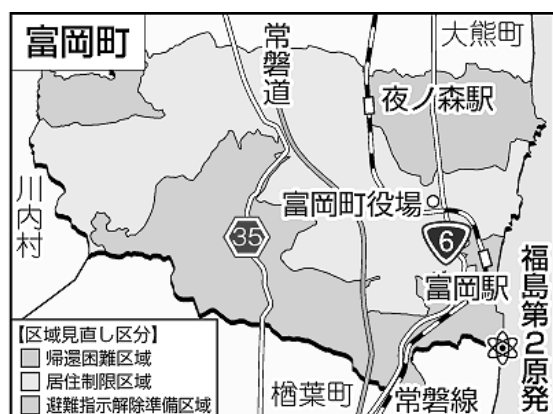 富岡町
常磐道
大熊町
夜ノ森駅
川内村
富岡町役場
35
6
富岡駅
福島第2原発
【区域見直し区分】
帰還困難区域
居住制限区域
避難指示解除準備区域
楢葉町
常磐線